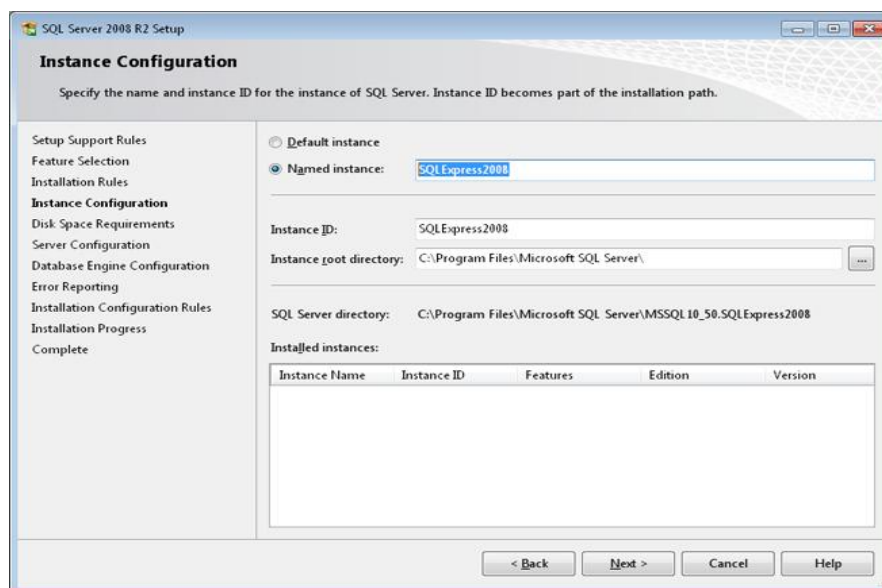 SQL Server 2008 R2 Setup
Instance Configuration
Specify the name and instance ID for the instance of SQL Server. Instance ID becomes part of the installation path.
Setup Support Rules
Feature Selection
Installation Rules
Instance Configuration
Disk Space Requirements
Server Configuration
Database Engine Configuration
Error Reporting
Installation Configuration Rules
Installation Progress
Complete
Default instance
Named instance: SQLExpress2008
Instance ID: SQLExpress2008
Instance root directory: C:\Program Files\Microsoft SQL Server\ ...
SQL Server directory: C:\Program Files\Microsoft SQL Server\MSSQL10_50.SQLExpress2008
Installed instances:
Instance Name Instance ID Features Edition Version
< Back Next > Cancel Help